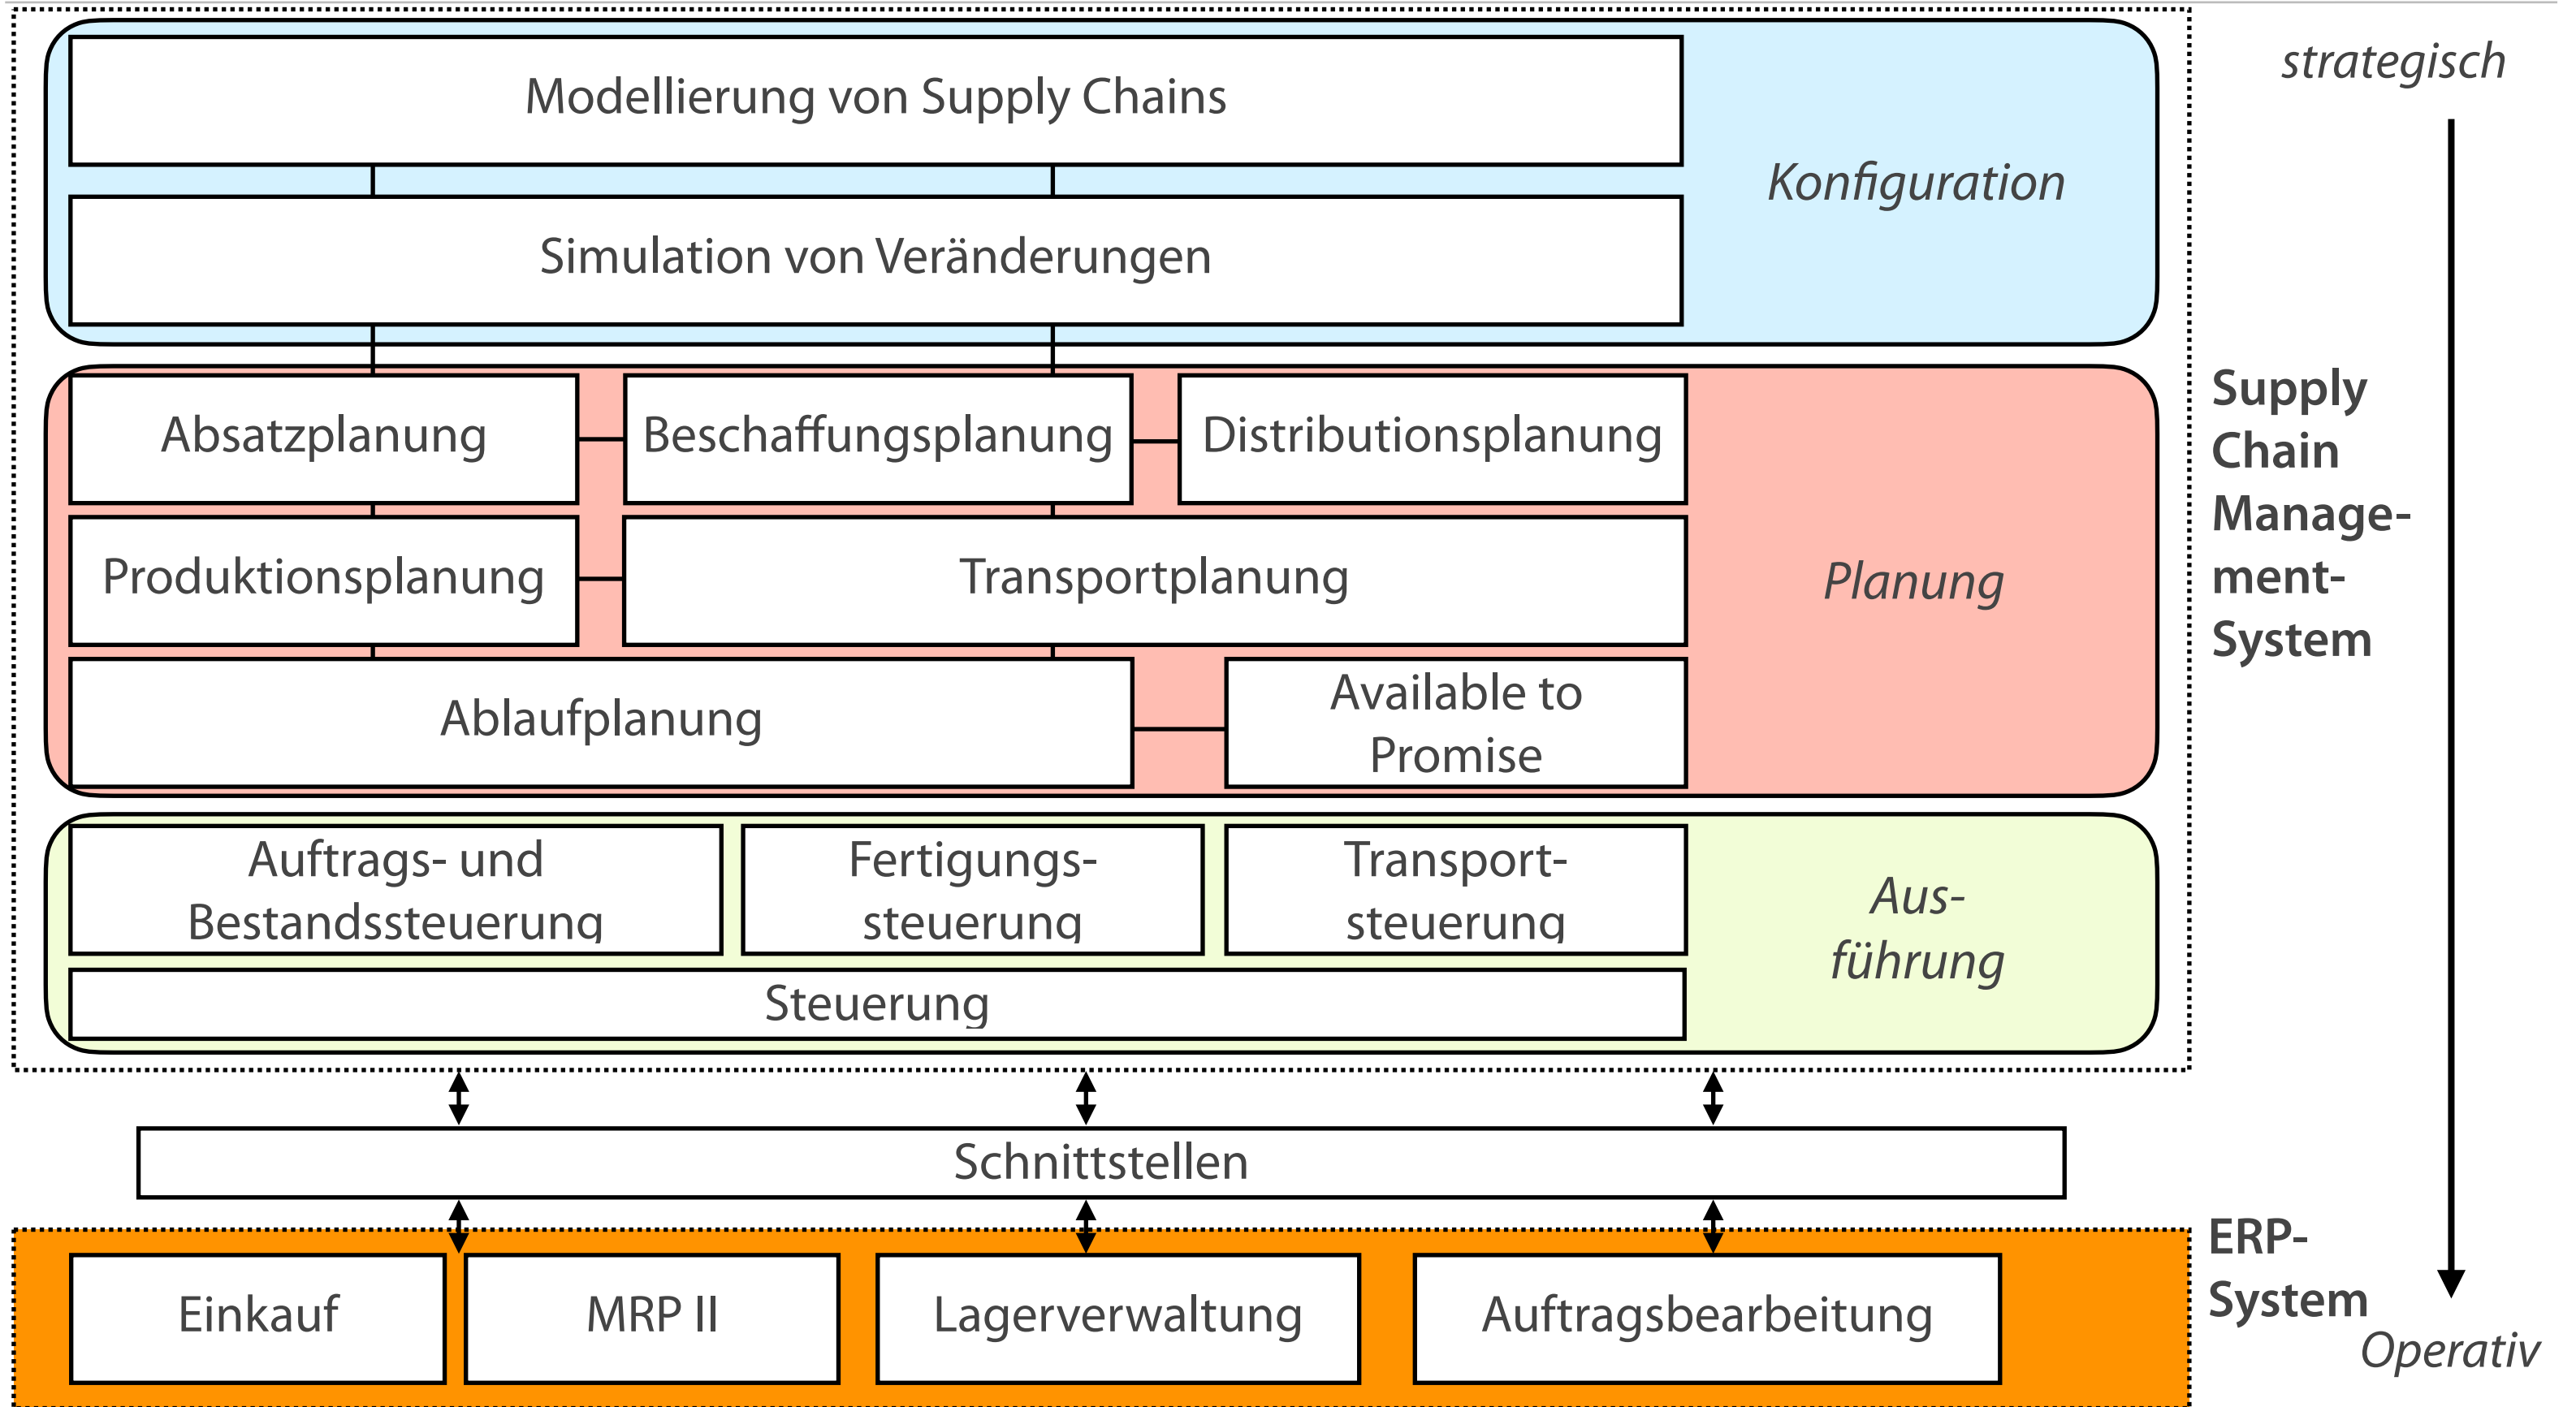 strategisch
Modellierung von Supply Chains
Konfiguration
Simulation von Veränderungen
Absatzplanung
Beschaffungsplanung
Distributionsplanung
Produktionsplanung
Transportplanung
Planung
Ablaufplanung
Available to
Promise
Supply
Chain
Manage-
ment-
System
Auftrags- und
Bestandssteuerung
Fertigungs-
steuerung
Transport-
steuerung
Aus-
führung
Steuerung
Schnittstellen
ERP-
System
Einkauf
MRP II
Lagerverwaltung
Auftragsbearbeitung
Operativ